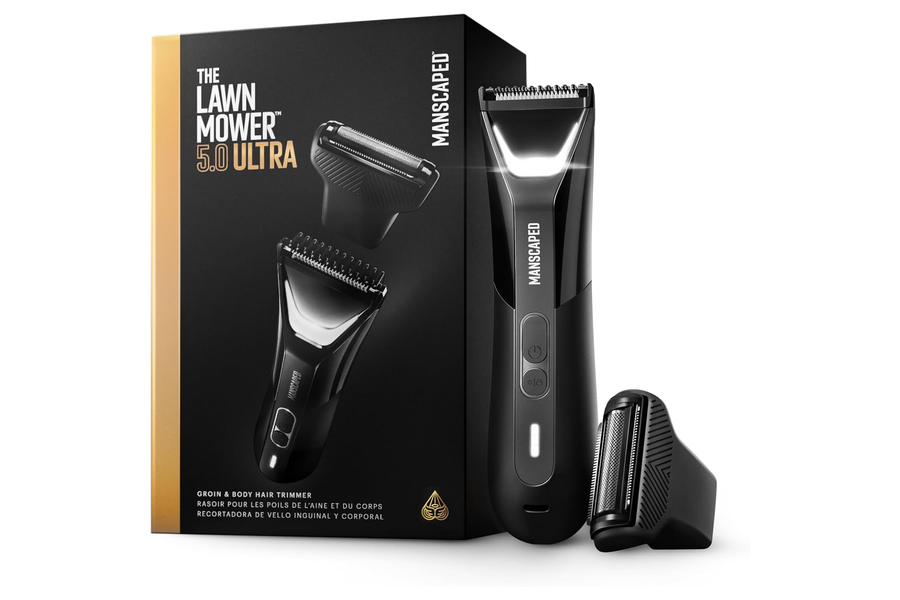 THE
LAWN
MOWER™
5.0 ULTRA
MANSCAPED™
MANSCAPED
GROIN & BODY HAIR TRIMMER
RASOIR POUR LES POILS DE L'AINE ET DU CORPS
RECORTADORA DE VELLO INGUINAL Y CORPORAL
MANSCAPED